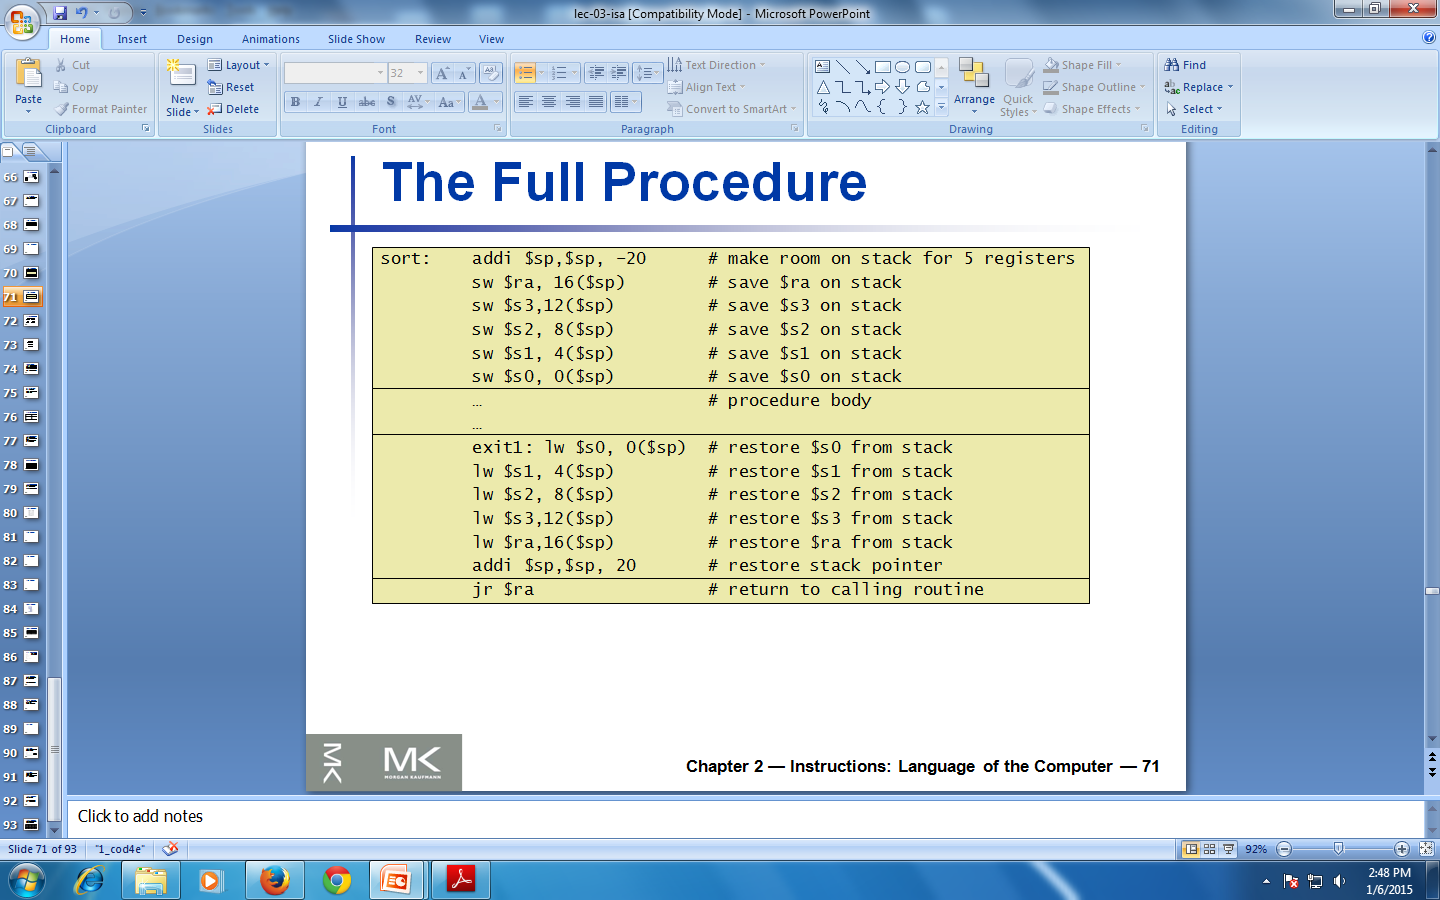 lec-03-isa [Compatibility Mode] - Microsoft PowerPoint
Home Insert Design Animations Slide Show Review View
Paste
Cut
Copy
Format Painter
Clipboard
New Slide
Layout
Reset
Delete
Slides
32
B I U abc S AV Aa A
Font
Text Direction
Align Text
Convert to SmartArt
Paragraph
Arrange
Quick Styles
Shape Fill
Shape Outline
Shape Effects
Drawing
Find
Replace
Select
Editing
66
67
68
69
70
71
72
73
74
75
76
77
78
79
80
81
82
83
84
85
86
87
88
89
90
91
92
93
The Full Procedure
sort: addi $sp,$sp, –20 # make room on stack for 5 registers
sw $ra, 16($sp) # save $ra on stack
sw $s3,12($sp) # save $s3 on stack
sw $s2, 8($sp) # save $s2 on stack
sw $s1, 4($sp) # save $s1 on stack
sw $s0, 0($sp) # save $s0 on stack
… # procedure body
…
exit1: lw $s0, 0($sp) # restore $s0 from stack
lw $s1, 4($sp) # restore $s1 from stack
lw $s2, 8($sp) # restore $s2 from stack
lw $s3,12($sp) # restore $s3 from stack
lw $ra,16($sp) # restore $ra from stack
addi $sp,$sp, 20 # restore stack pointer
jr $ra # return to calling routine
MK
MK
MORGAN KAUFMANN
Chapter 2 — Instructions: Language of the Computer — 71
Click to add notes
Slide 71 of 93 "1_cod4e" 92%
2:48 PM
1/6/2015